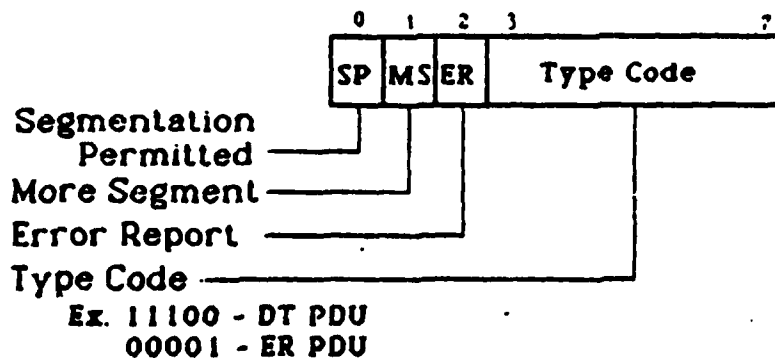 0 1 2 3 7
SP MS ER Type Code
Segmentation
Permitted
More Segment
Error Report
Type Code
Ex. 11100 - DT PDU
00001 - ER PDU